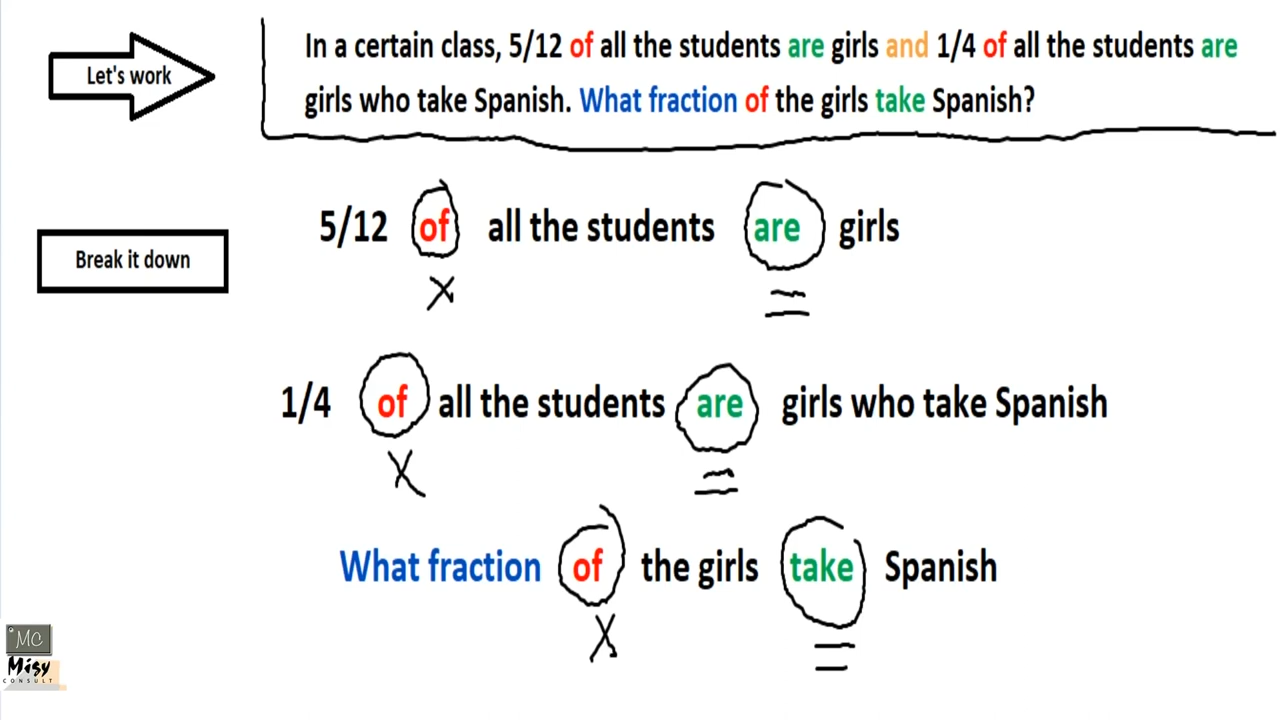 Let's work
In a certain class, 5/12 of all the students are girls and 1/4 of all the students are
girls who take Spanish. What fraction of the girls take Spanish?
5/12 of all the students are girls
× =
Break it down
1/4 of all the students are girls who take Spanish
× =
What fraction of the girls take Spanish
× =
MC
Misy
CONSULT